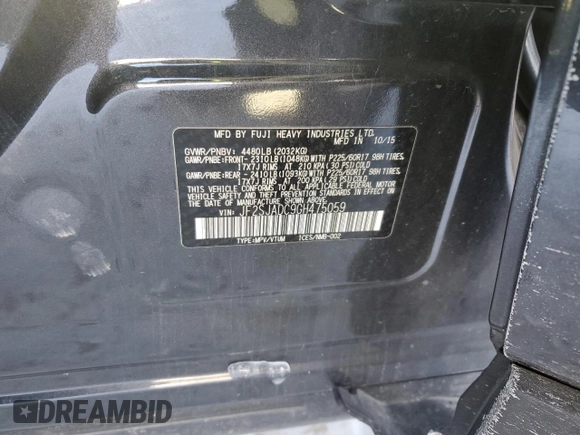 MFD BY FUJI HEAVY INDUSTRIES LTD.
MFD IN 10/15
GVWR/PNBV: 4480LB (2032KG)
GAWR/PNBE:FRONT- 2310LB(1048KG)WITH P225/60R17 98H TIRES,
17X7J RIMS AT 210 KPA(30 PSI)COLD
GAWR/PNBE:REAR - 2410LB(1093KG)WITH P225/60R17 98H TIRES,
17X7J RIMS AT 200 KPA(29 PSI)COLD
THIS VEHICLE CONFORMS TO ALL APPLICABLE FEDERAL
MOTOR VEHICLE SAFETY STANDARDS IN EFFECT ON THE DATE
OF MANUFACTURE SHOWN ABOVE.
VIN: JF2SJADC9GH475059
TYPE:MPV/VTUM ICES/NMB-002
DREAMBID